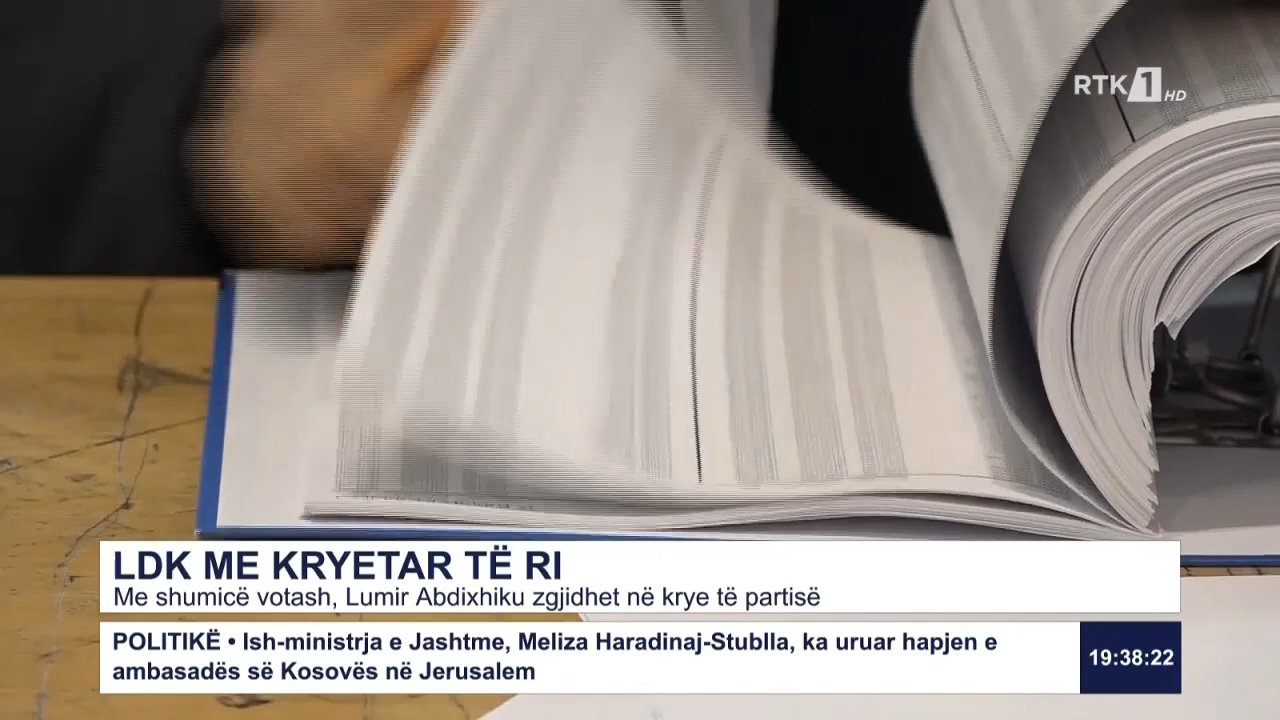 RTK 1 HD
LDK ME KRYETAR TË RI
Me shumicë votash, Lumir Abdixhiku zgjidhet në krye të partisë
POLITIKË • Ish-ministrja e Jashtme, Meliza Haradinaj-Stublla, ka uruar hapjen e
ambasadës së Kosovës në Jerusalem
19:38:22